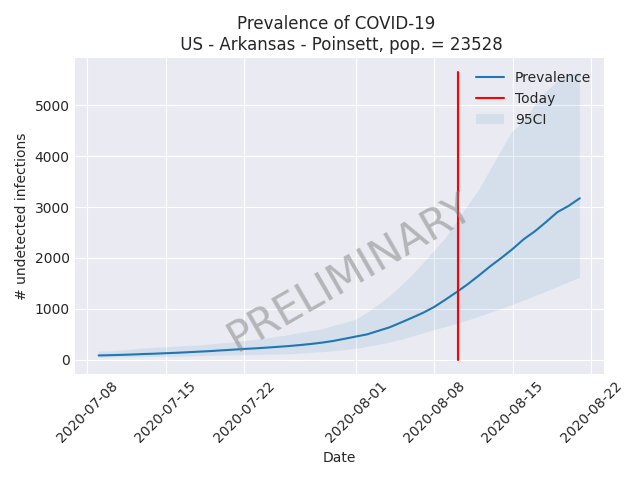 Prevalence of COVID-19
US - Arkansas - Poinsett, pop. = 23528
Prevalence
Today
95CI
# undetected infections
5000
4000
3000
2000
1000
0
PRELIMINARY
2020-07-08
2020-07-15
2020-07-22
2020-08-01
2020-08-08
2020-08-15
2020-08-22
Date